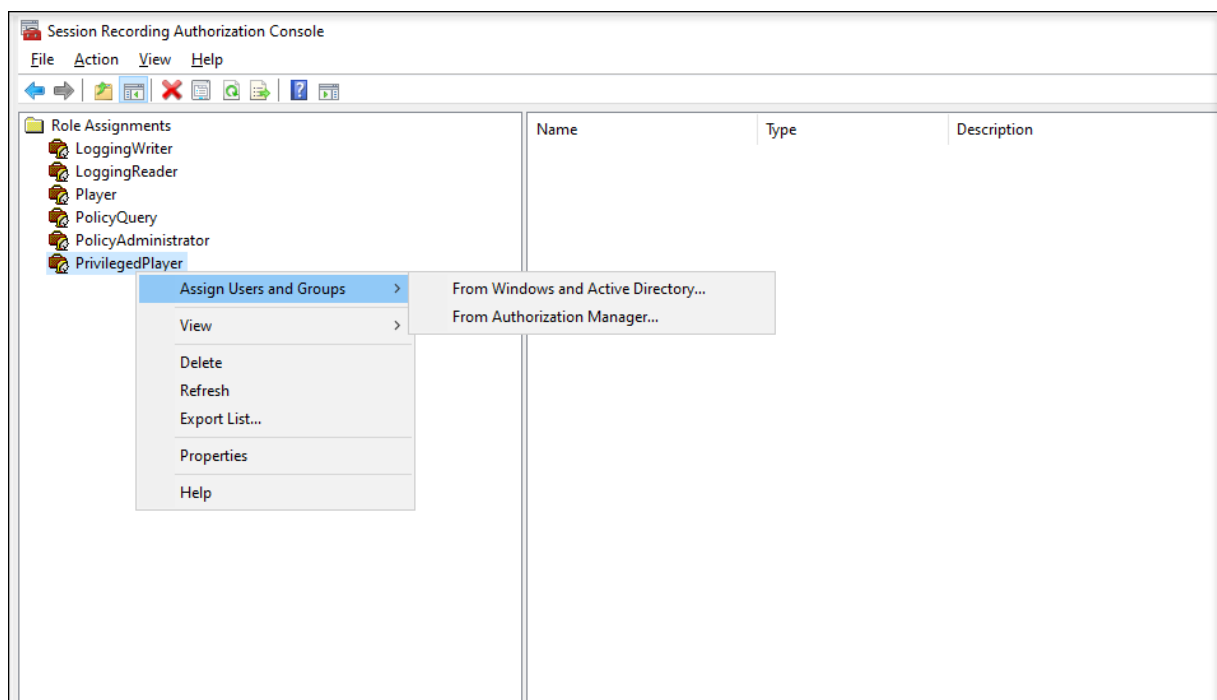 Session Recording Authorization Console
File Action View Help
Role Assignments
LoggingWriter
LoggingReader
Player
PolicyQuery
PolicyAdministrator
PrivilegedPlayer
Name Type Description
Assign Users and Groups
View
Delete
Refresh
Export List...
Properties
Help
From Windows and Active Directory...
From Authorization Manager...